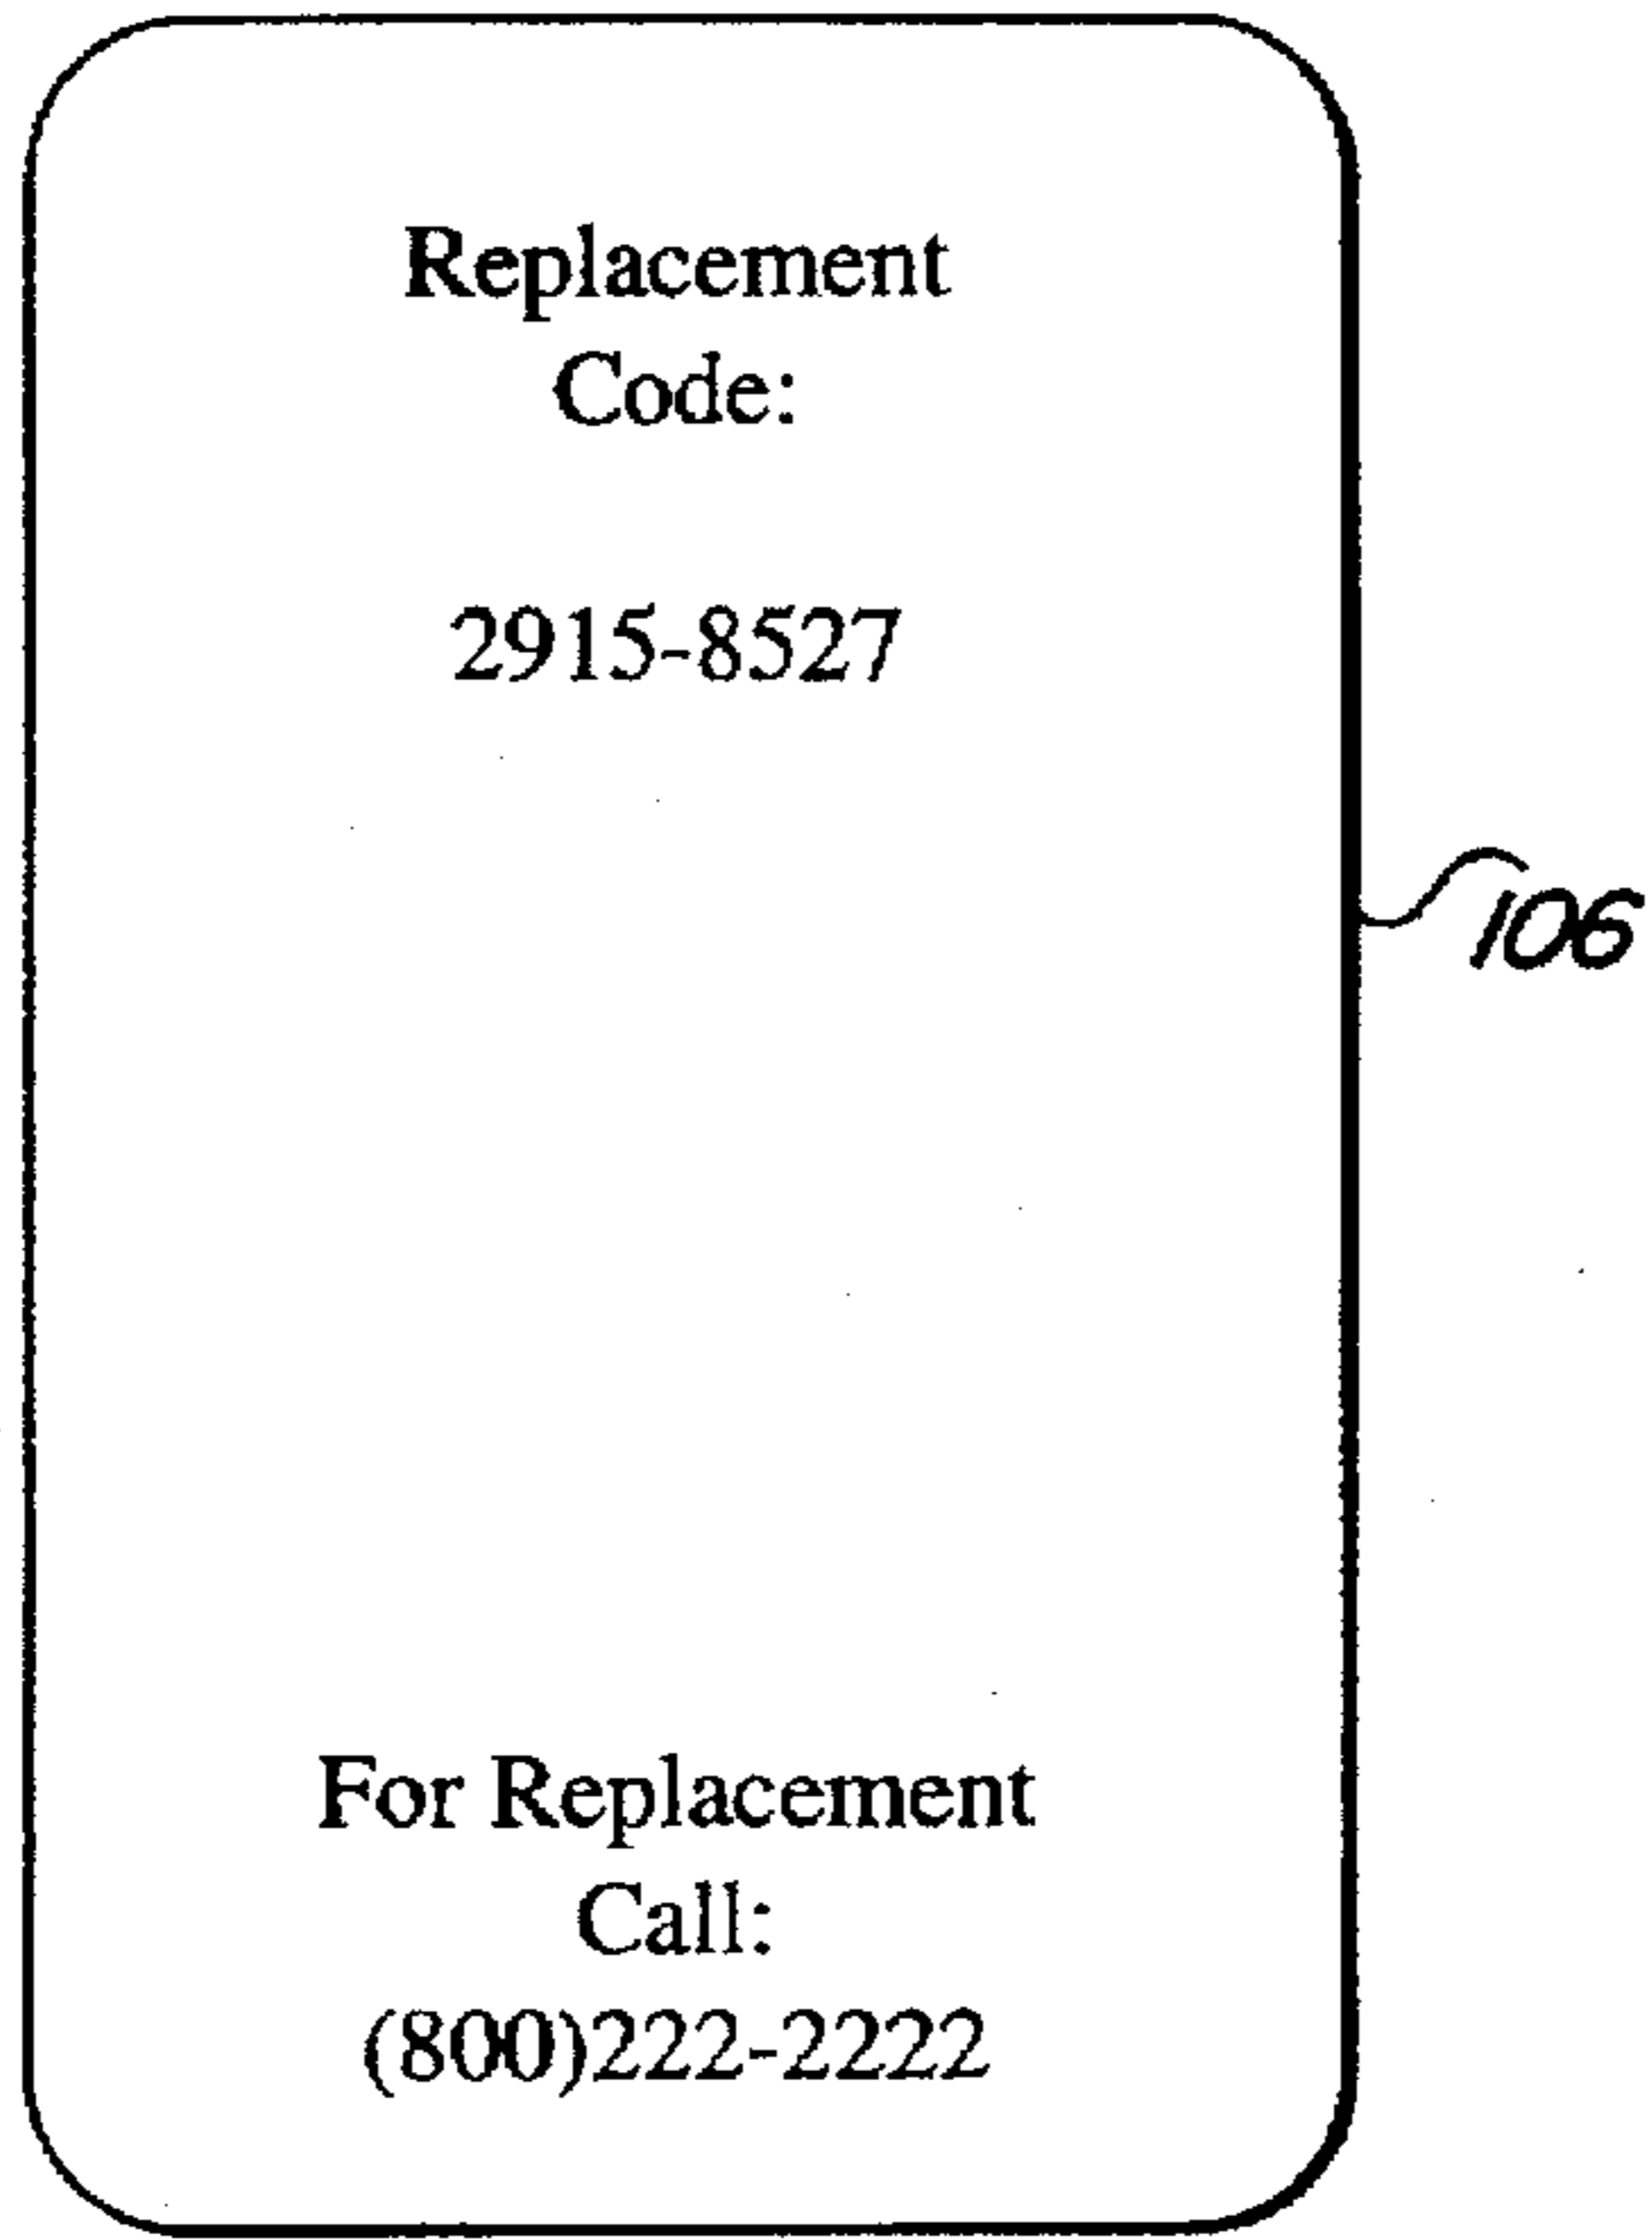 Replacement
Code:
2915-8527
106
For Replacement
Call:
(800)222-2222